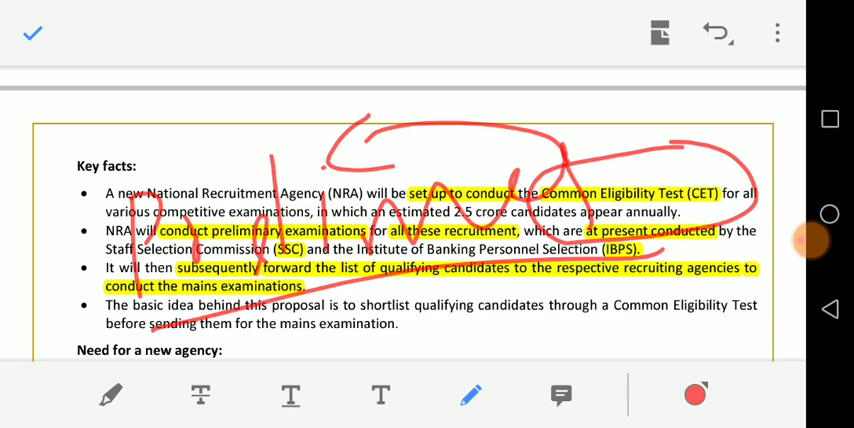 Key facts:
• A new National Recruitment Agency (NRA) will be set up to conduct the Common Eligibility Test (CET) for all
various competitive examinations, in which an estimated 2.5 crore candidates appear annually.
• NRA will conduct preliminary examinations for all these recruitment, which are at present conducted by the
Staff Selection Commission (SSC) and the Institute of Banking Personnel Selection (IBPS).
• It will then subsequently forward the list of qualifying candidates to the respective recruiting agencies to
conduct the mains examinations.
• The basic idea behind this proposal is to shortlist qualifying candidates through a Common Eligibility Test
before sending them for the mains examination.
Need for a new agency:
Prelims
T T T